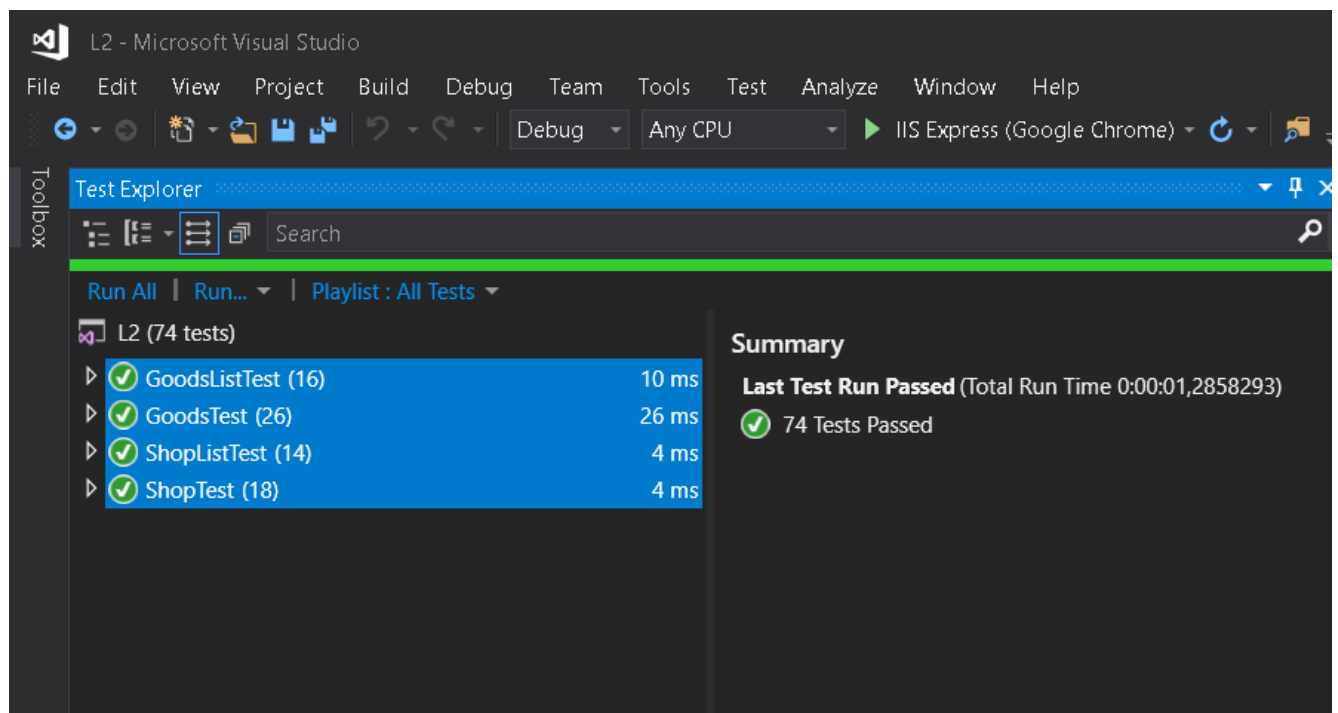 L2 - Microsoft Visual Studio
File Edit View Project Build Debug Team Tools Test Analyze Window Help
Debug Any CPU IIS Express (Google Chrome)
Toolbox
Test Explorer
Search
Run All | Run... | Playlist : All Tests
L2 (74 tests)
GoodsListTest (16) 10 ms
GoodsTest (26) 26 ms
ShopListTest (14) 4 ms
ShopTest (18) 4 ms
Summary
Last Test Run Passed (Total Run Time 0:00:01,2858293)
74 Tests Passed